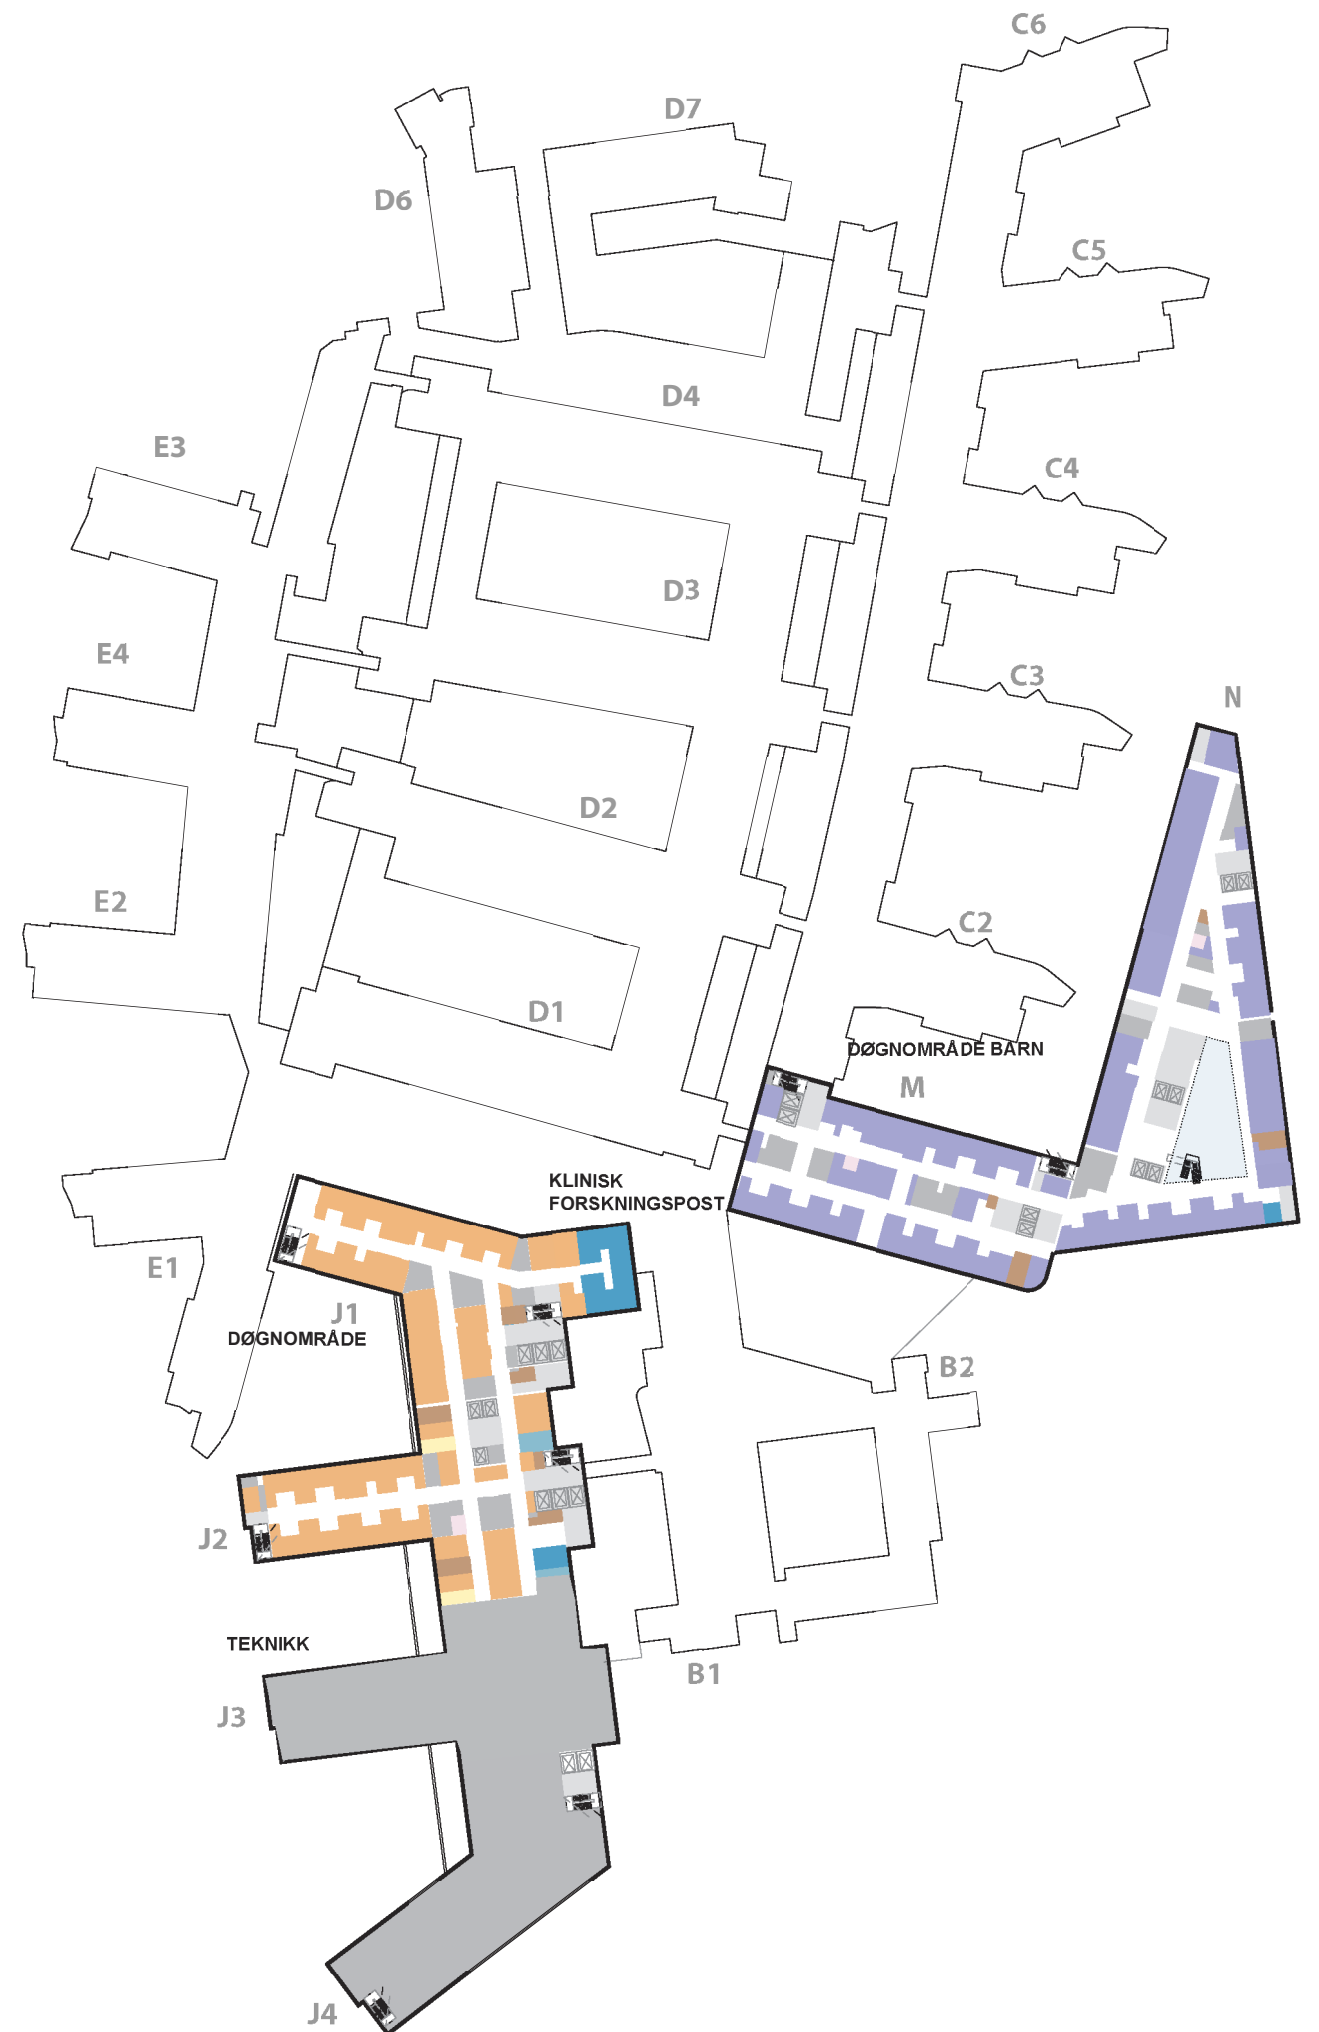 C6
D7
D6
C5
D4
E3
C4
D3
E4
C3
N
D2
E2
C2
D1
DØGNOMRÅDE BARN
M
KLINISK
FORSKNINGSPOST
E1
J1
DØGNOMRÅDE
B2
J2
TEKNIKK
B1
J3
J4